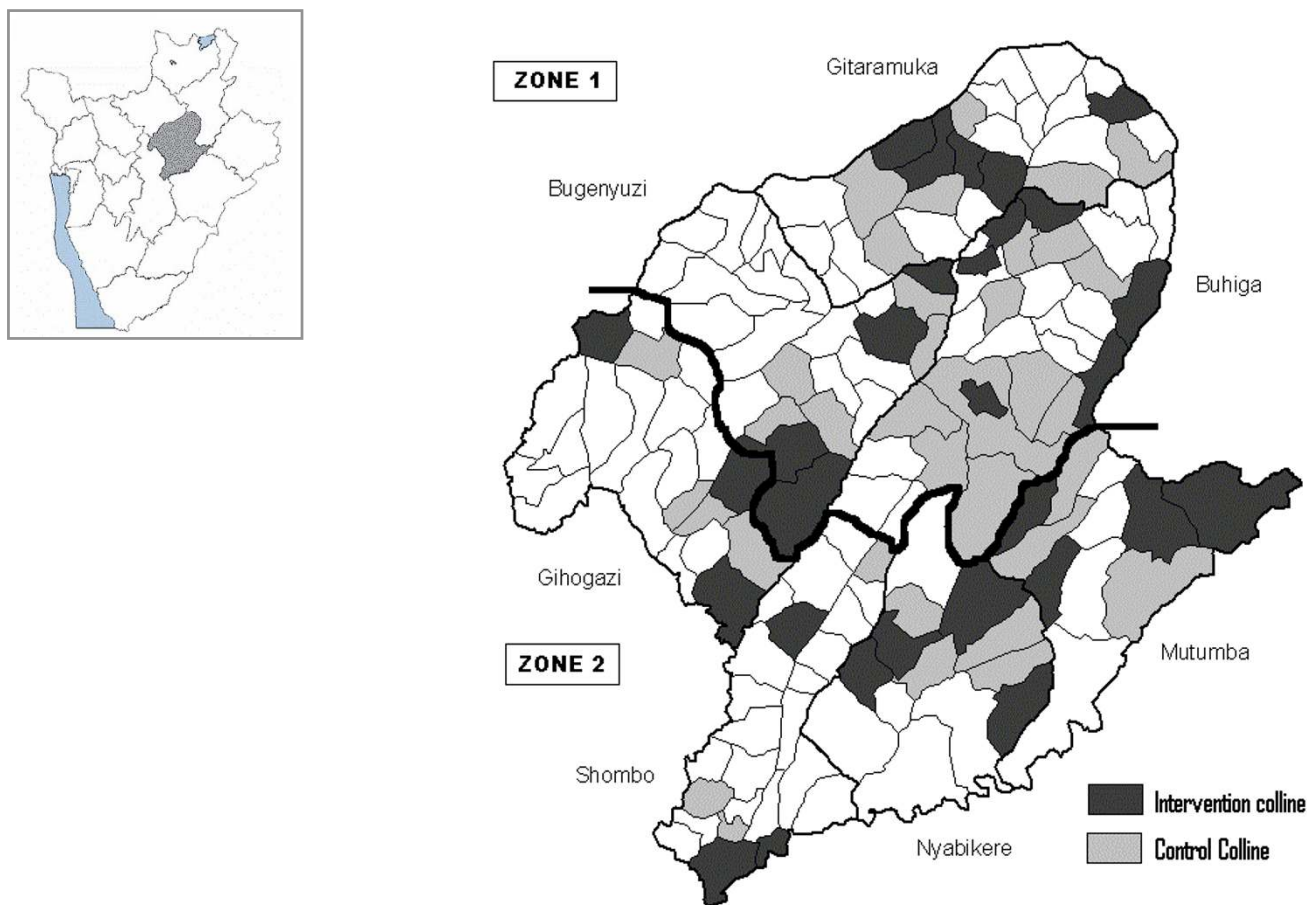 ZONE 1
Gitaramuka
Bugenyuzi
Buhiga
Gihogazi
ZONE 2
Mutumba
Shombo
Nyabikere
Intervention colline
Control Colline